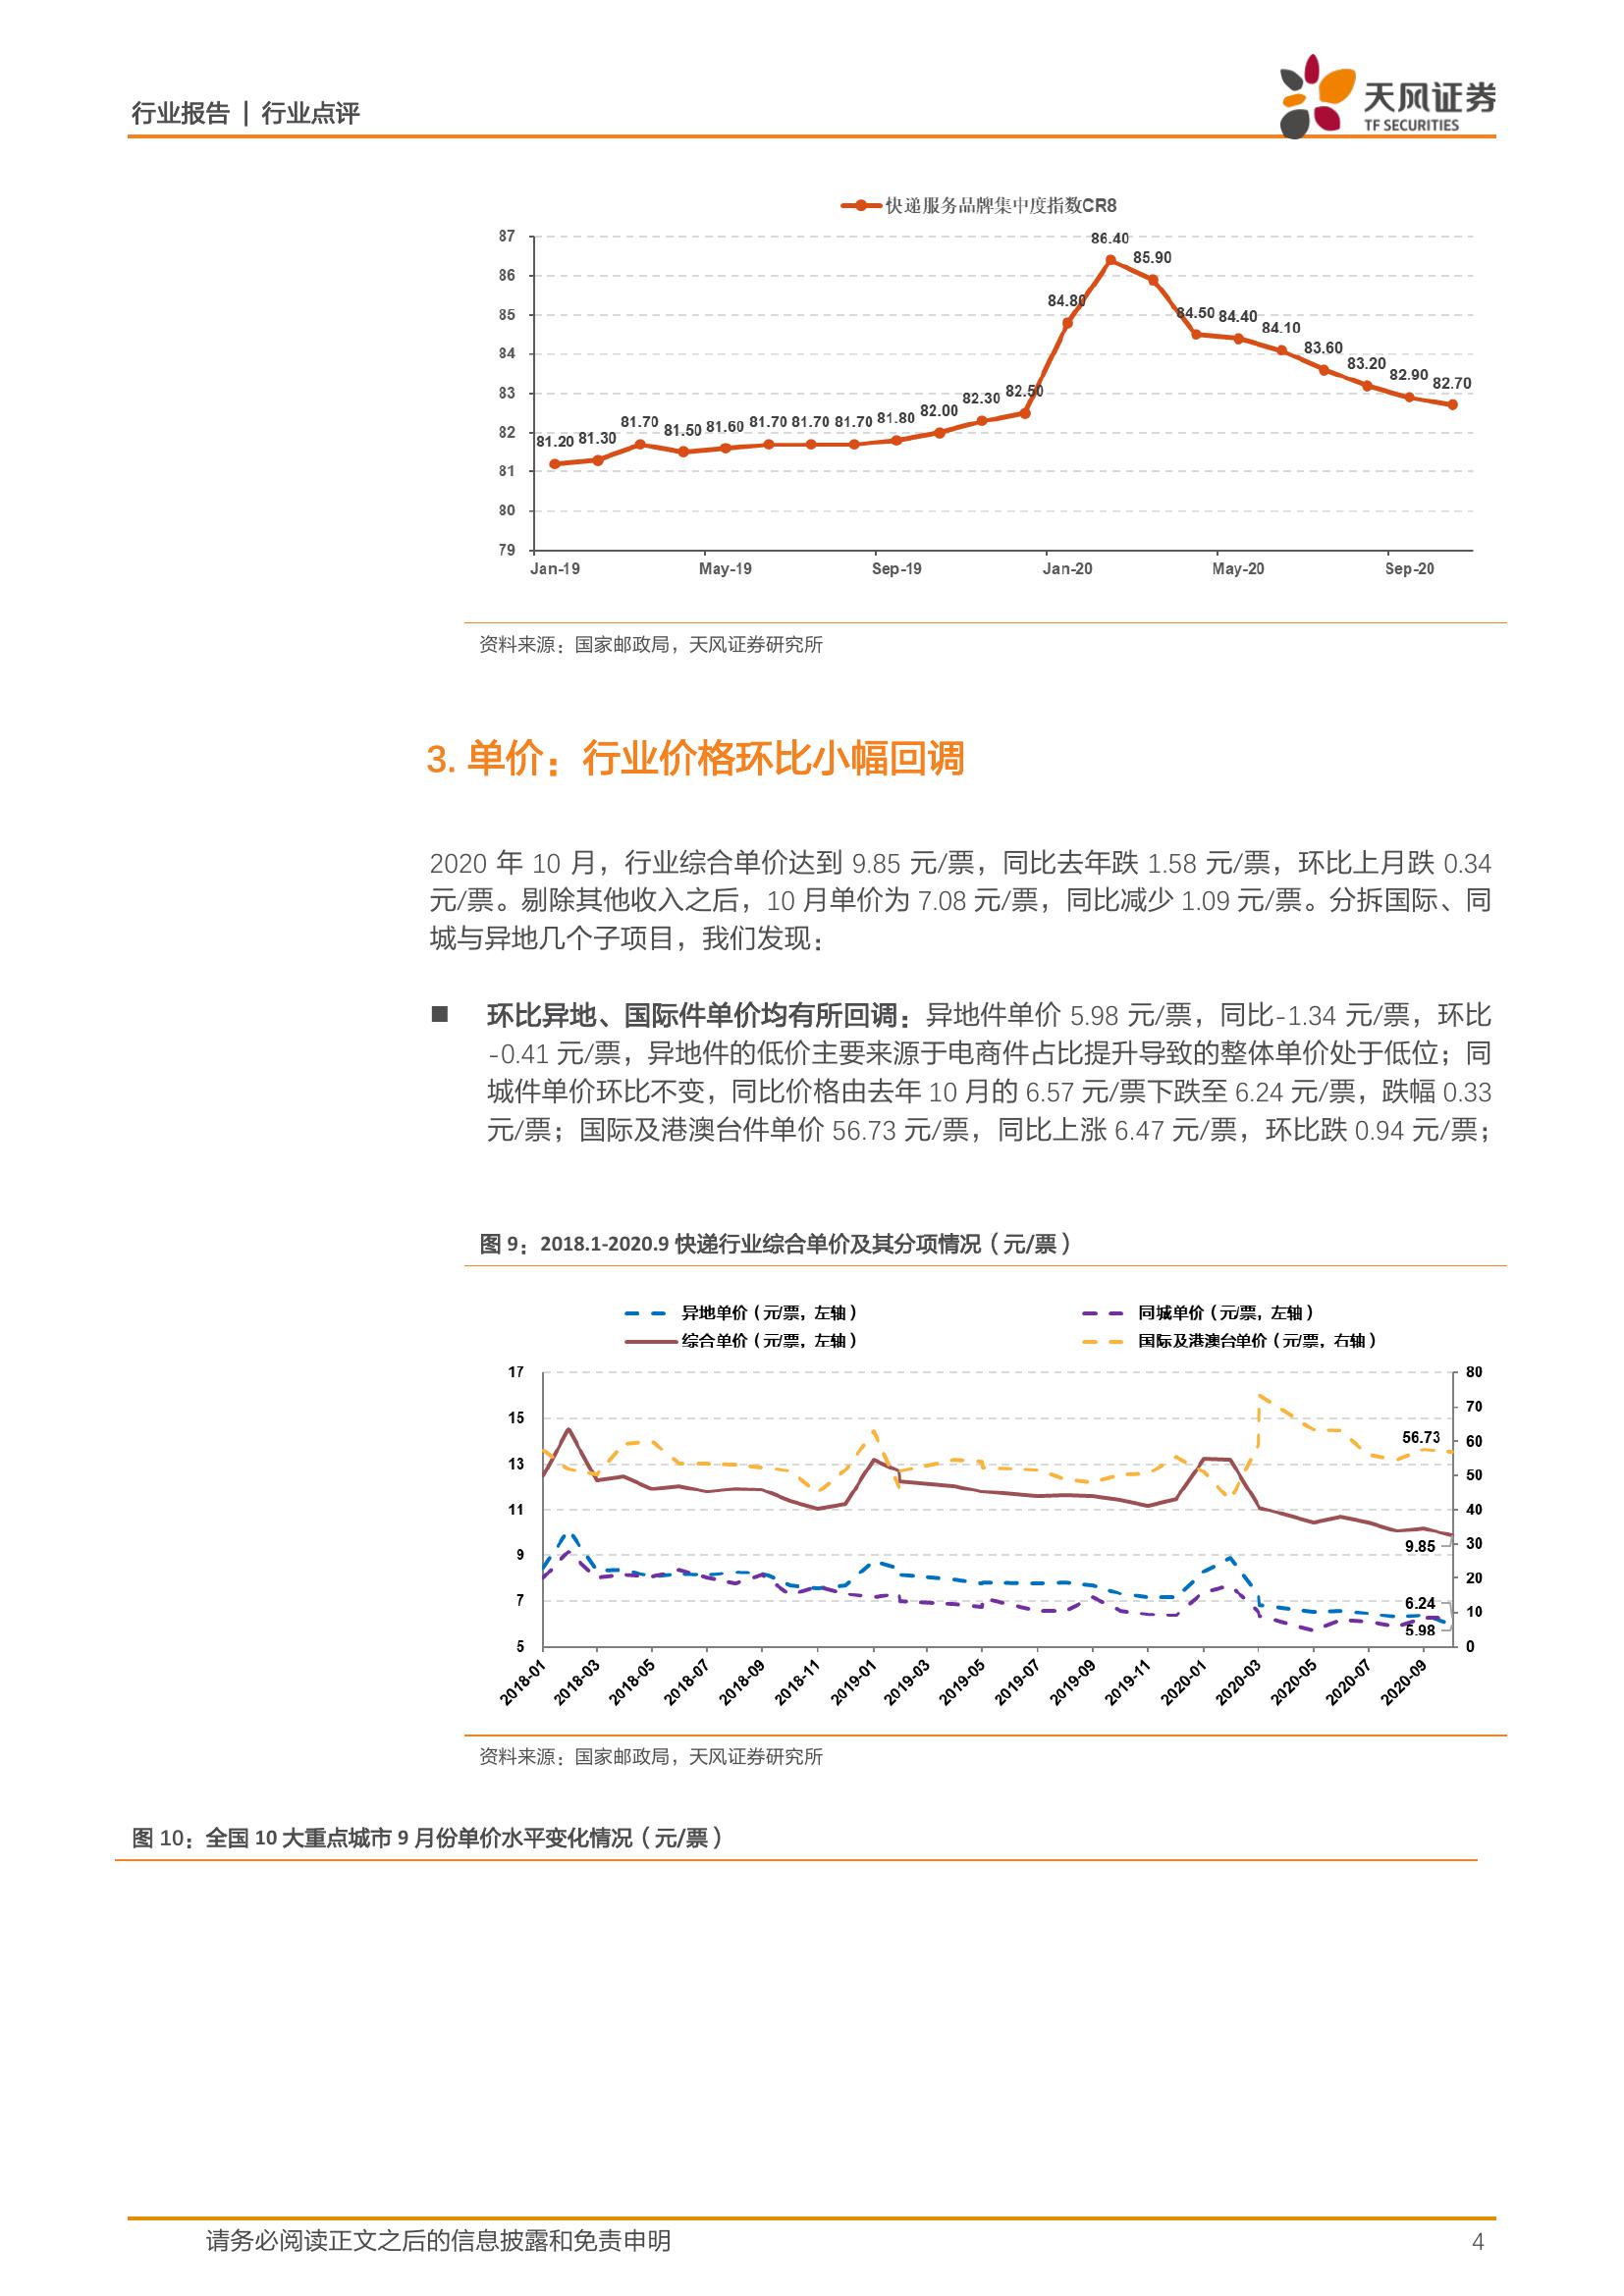 行业报告 | 行业点评
天风证券
TF SECURITIES
快递服务品牌集中度指数CR8
87
86
85
84
83
82
81
80
79
81.20 81.30 81.70 81.50 81.60 81.70 81.70 81.70 81.80 82.00 82.30 82.50 84.80 86.40 85.90 84.50 84.40 84.10 83.60 83.20 82.90 82.70
Jan-19 May-19 Sep-19 Jan-20 May-20 Sep-20
资料来源：国家邮政局，天风证券研究所
3. 单价：行业价格环比小幅回调
2020 年 10 月，行业综合单价达到 9.85 元/票，同比去年跌 1.58 元/票，环比上月跌 0.34
元/票。剔除其他收入之后，10 月单价为 7.08 元/票，同比减少 1.09 元/票。分拆国际、同
城与异地几个子项目，我们发现：
■ 环比异地、国际件单价均有所回调：异地件单价 5.98 元/票，同比-1.34 元/票，环比
-0.41 元/票，异地件的低价主要来源于电商件占比提升导致的整体单价处于低位；同
城件单价环比不变，同比价格由去年 10 月的 6.57 元/票下跌至 6.24 元/票，跌幅 0.33
元/票；国际及港澳台件单价 56.73 元/票，同比上涨 6.47 元/票，环比跌 0.94 元/票；
图 9：2018.1-2020.9 快递行业综合单价及其分项情况（元/票）
异地单价（元/票，左轴） 同城单价（元/票，左轴）
综合单价（元/票，左轴） 国际及港澳台单价（元/票，右轴）
17
15
13
11
9
7
5
80
70
60
50
40
30
20
10
0
56.73
9.85
6.24
5.98
2018-01 2018-03 2018-05 2018-07 2018-09 2018-11 2019-01 2019-03 2019-05 2019-07 2019-09 2019-11 2020-01 2020-03 2020-05 2020-07 2020-09
资料来源：国家邮政局，天风证券研究所
图 10：全国 10 大重点城市 9 月份单价水平变化情况（元/票）
请务必阅读正文之后的信息披露和免责申明 4